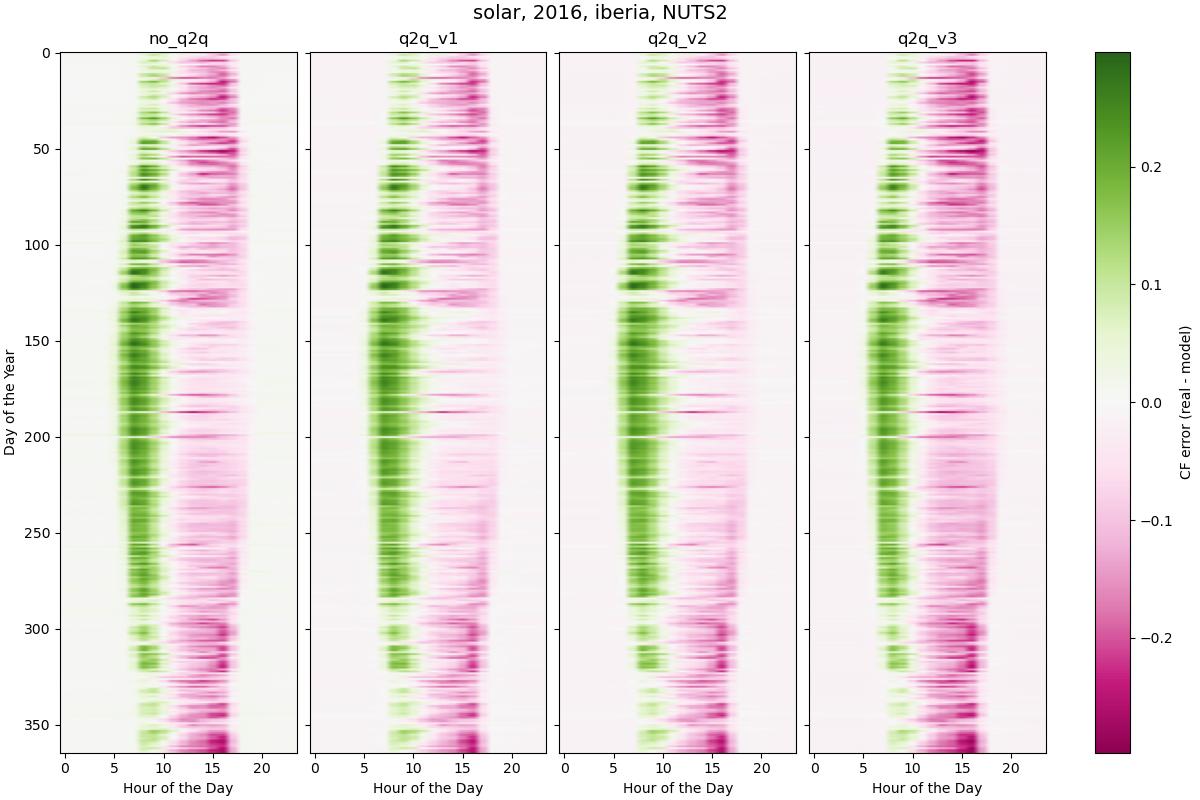 solar, 2016, iberia, NUTS2
no_q2q
q2q_v1
q2q_v2
q2q_v3
Day of the Year
0
50
100
150
200
250
300
350
0 5 10 15 20
0 5 10 15 20
0 5 10 15 20
0 5 10 15 20
Hour of the Day
Hour of the Day
Hour of the Day
Hour of the Day
0.2
0.1
0.0
−0.1
−0.2
CF error (real - model)